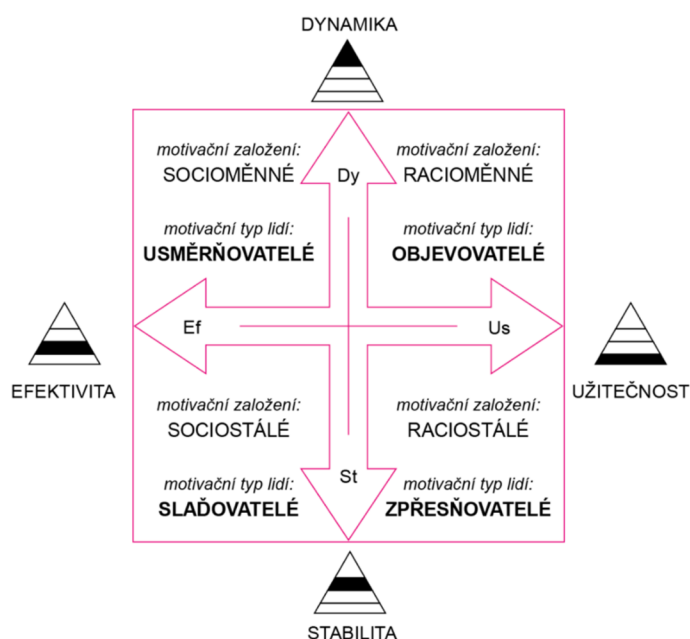 DYNAMIKA
motivační založení:
SOCIOMĚNNÉ
motivační typ lidí:
USMĚRŇOVATELÉ
Dy
motivační založení:
RACIOMĚNNÉ
motivační typ lidí:
OBJEVOVATELÉ
EFEKTIVITA
Ef
Us
UŽITEČNOST
motivační založení:
SOCIOSTÁLÉ
motivační typ lidí:
SLAĎOVATELÉ
St
motivační založení:
RACIOSTÁLÉ
motivační typ lidí:
ZPŘESŇOVATELÉ
STABILITA